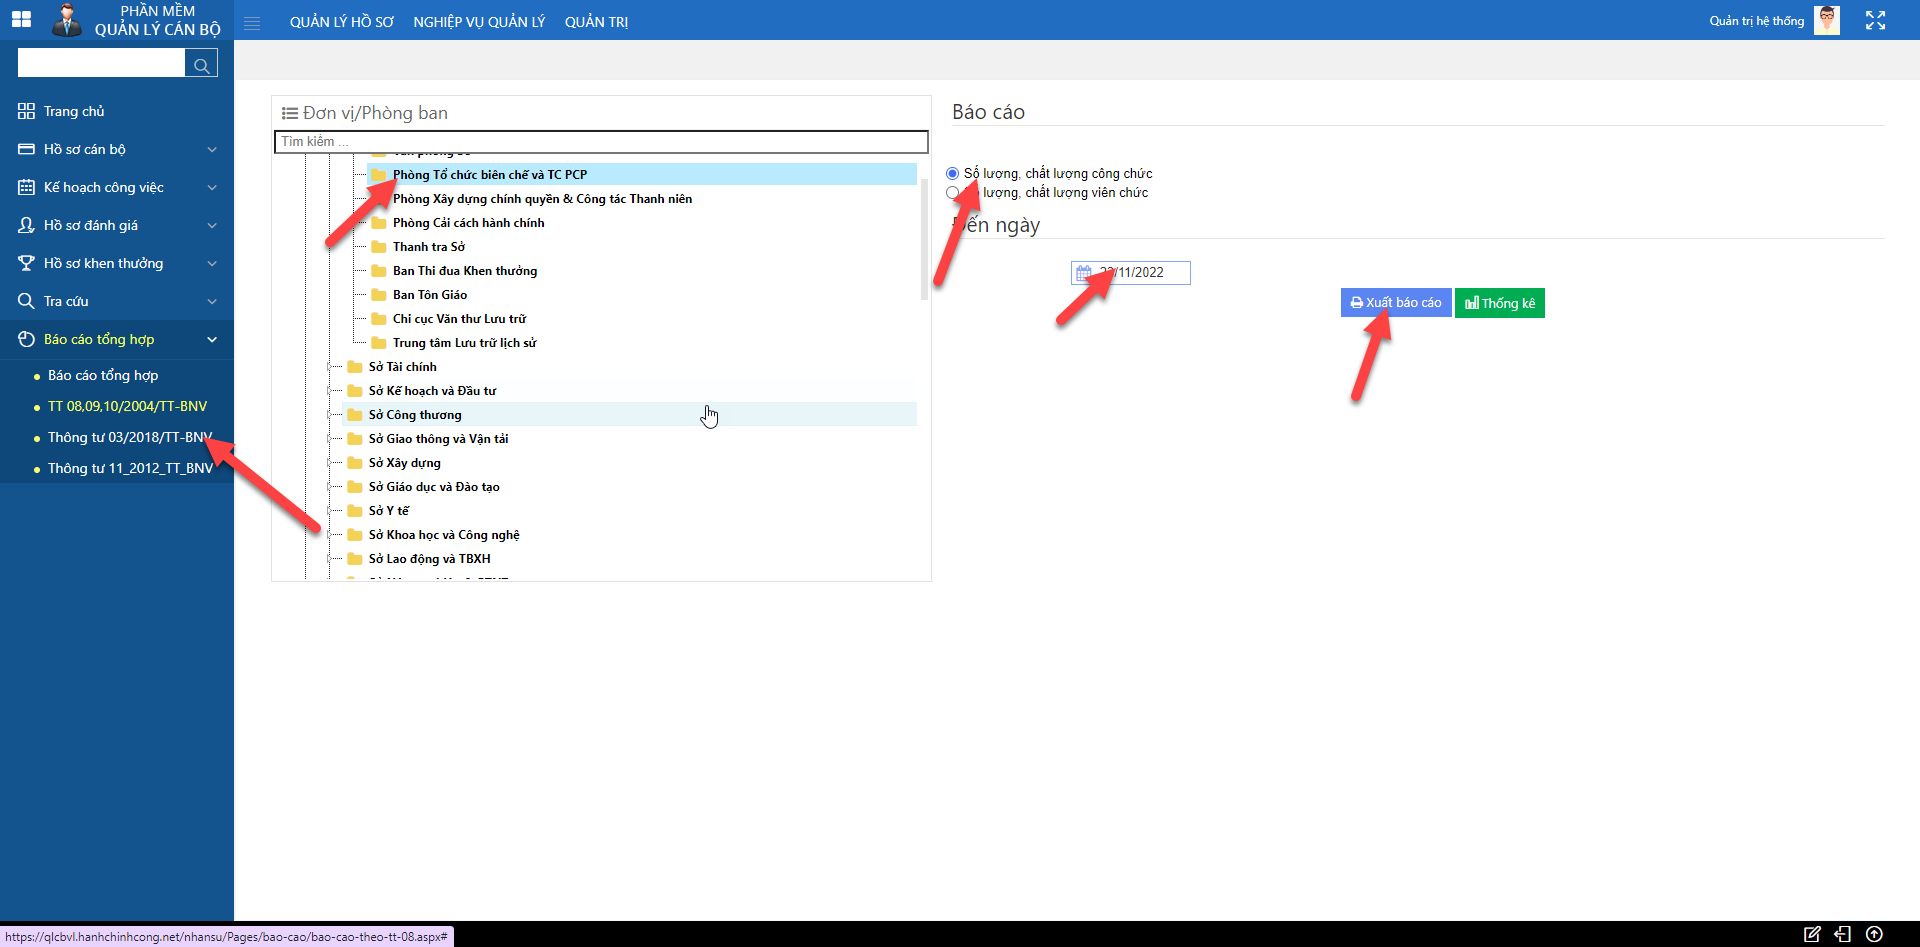 PHẦN MỀM
QUẢN LÝ CÁN BỘ
QUẢN LÝ HỒ SƠ NGHIỆP VỤ QUẢN LÝ QUẢN TRỊ
Quản trị hệ thống
Trang chủ
Hồ sơ cán bộ
Kế hoạch công việc
Hồ sơ đánh giá
Hồ sơ khen thưởng
Tra cứu
Báo cáo tổng hợp
Báo cáo tổng hợp
TT 08,09,10/2004/TT-BNV
Thông tư 03/2018/TT-BNV
Thông tư 11_2012_TT_BNV
Đơn vị/Phòng ban
Tìm kiếm ...
Phòng Tổ chức biên chế và TC PCP
Phòng Xây dựng chính quyền & Công tác Thanh niên
Phòng Cải cách hành chính
Thanh tra Sở
Ban Thi đua Khen thưởng
Ban Tôn Giáo
Chi cục Văn thư Lưu trữ
Trung tâm Lưu trữ lịch sử
Sở Tài chính
Sở Kế hoạch và Đầu tư
Sở Công thương
Sở Giao thông và Vận tải
Sở Xây dựng
Sở Giáo dục và Đào tạo
Sở Y tế
Sở Khoa học và Công nghệ
Sở Lao động và TBXH
Báo cáo
Số lượng, chất lượng công chức
lượng, chất lượng viên chức
Đến ngày
/11/2022
Xuất báo cáo
Thống kê
https://qlcbvl.hanhchinhcong.net/nhansu/Pages/bao-cao/bao-cao-theo-tt-08.aspx#